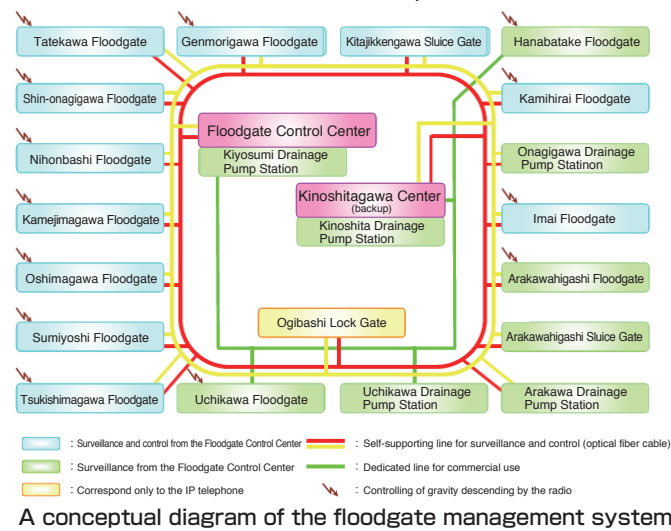 Tatekawa Floodgate
Genmorigawa Floodgate
Kitajikkengawa Sluice Gate
Hanabatake Floodgate
Shin-onagigawa Floodgate
Kamihirai Floodgate
Floodgate Control Center
Kiyosumi Drainage
Pump Station
Nihonbashi Floodgate
Onagigawa Drainage
Pump Statinon
Kinoshitagawa Center
(backup)
Kinoshita Drainage
Pump Station
Kamejimagawa Floodgate
Imai Floodgate
Oshimagawa Floodgate
Arakawahigashi Floodgate
Ogibashi Lock Gate
Sumiyoshi Floodgate
Arakawahigashi Sluice Gate
Tsukishimagawa Floodgate
Uchikawa Floodgate
Uchikawa Drainage
Pump Station
Arakawa Drainage
Pump Station
: Surveillance and control from the Floodgate Control Center
: Self-supporting line for surveillance and control (optical fiber cable)
: Surveillance from the Floodgate Control Center
: Dedicated line for commercial use
: Correspond only to the IP telephone
: Controlling of gravity descending by the radio
A conceptual diagram of the floodgate management system